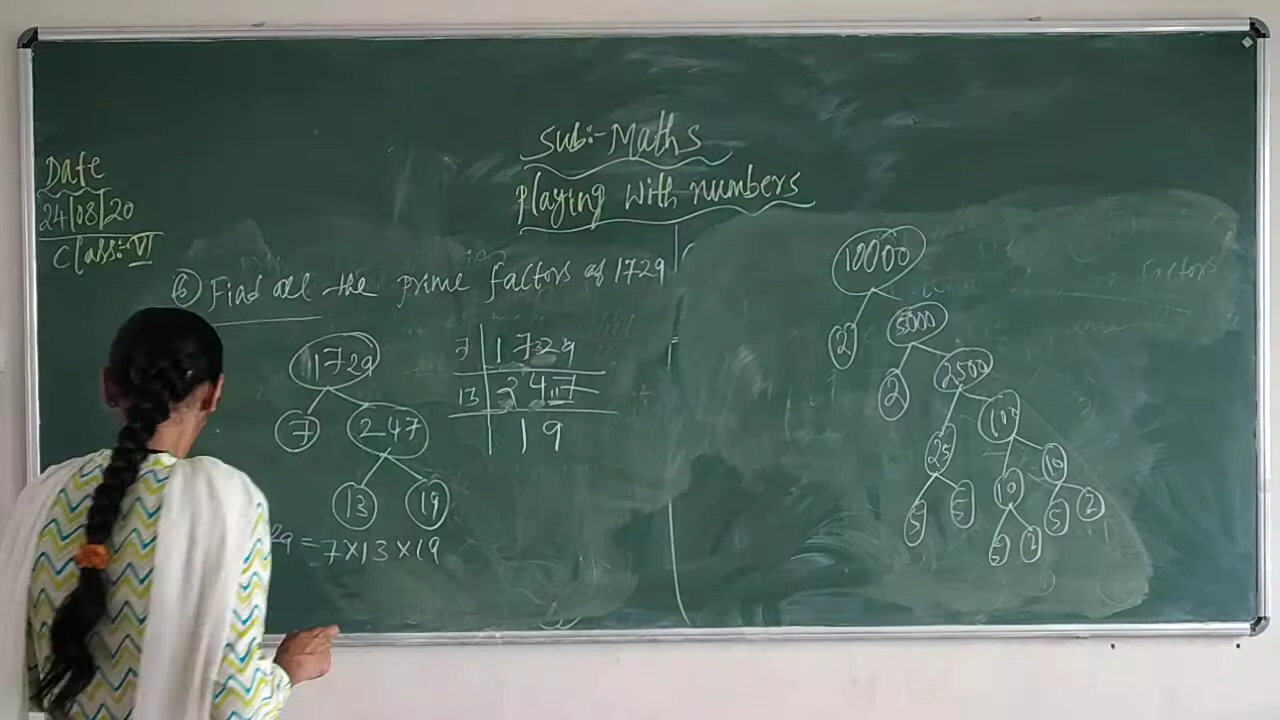 Sub:- Maths
Playing with numbers
Date
24/08/20
Class:- VI
6 Find all the prime factors of 1729
1729
7 247
13 19
29 = 7×13×19
7 1729
13 247
19
10000
2 5000
2 2500
25 100
5 5 10 10
5 2 5 2
Factors